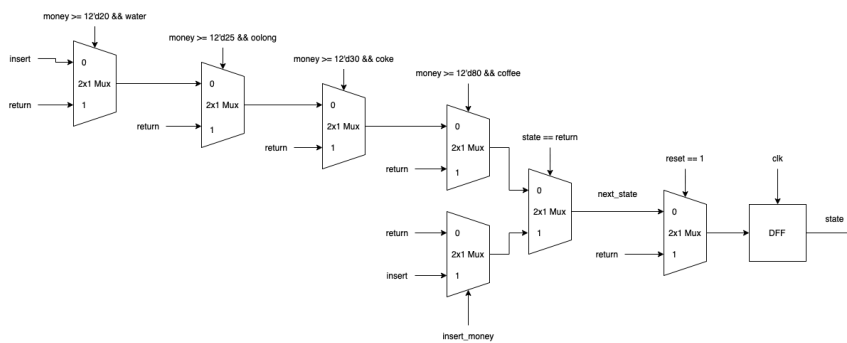 money >= 12'd20 && water
money >= 12'd25 && oolong
money >= 12'd30 && coke
money >= 12'd80 && coffee
insert
0
2x1 Mux
return
1
0
2x1 Mux
return
1
0
2x1 Mux
return
1
0
2x1 Mux
return
1
state == return
0
2x1 Mux
1
return
0
2x1 Mux
insert
1
insert_money
next_state
reset == 1
0
2x1 Mux
return
1
clk
DFF
state